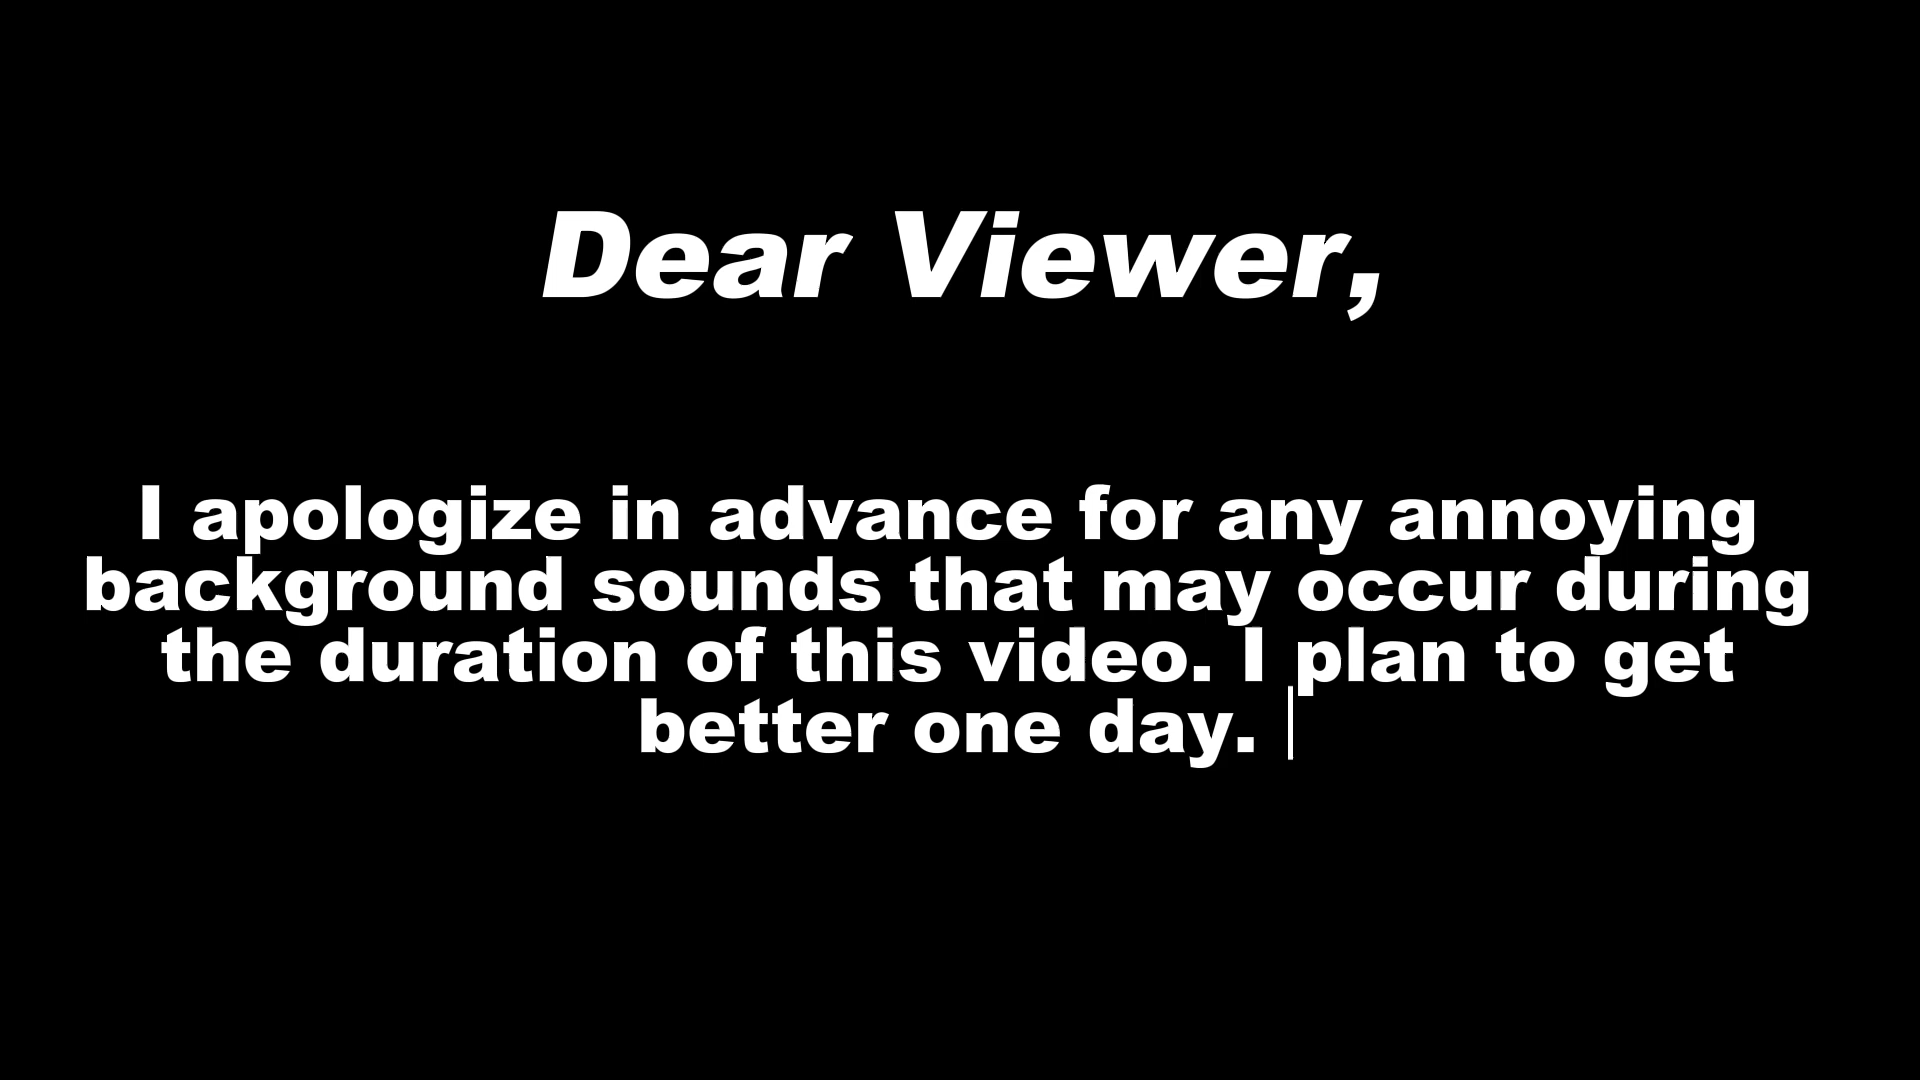 Dear Viewer,
I apologize in advance for any annoying
background sounds that may occur during
the duration of this video. I plan to get
better one day.